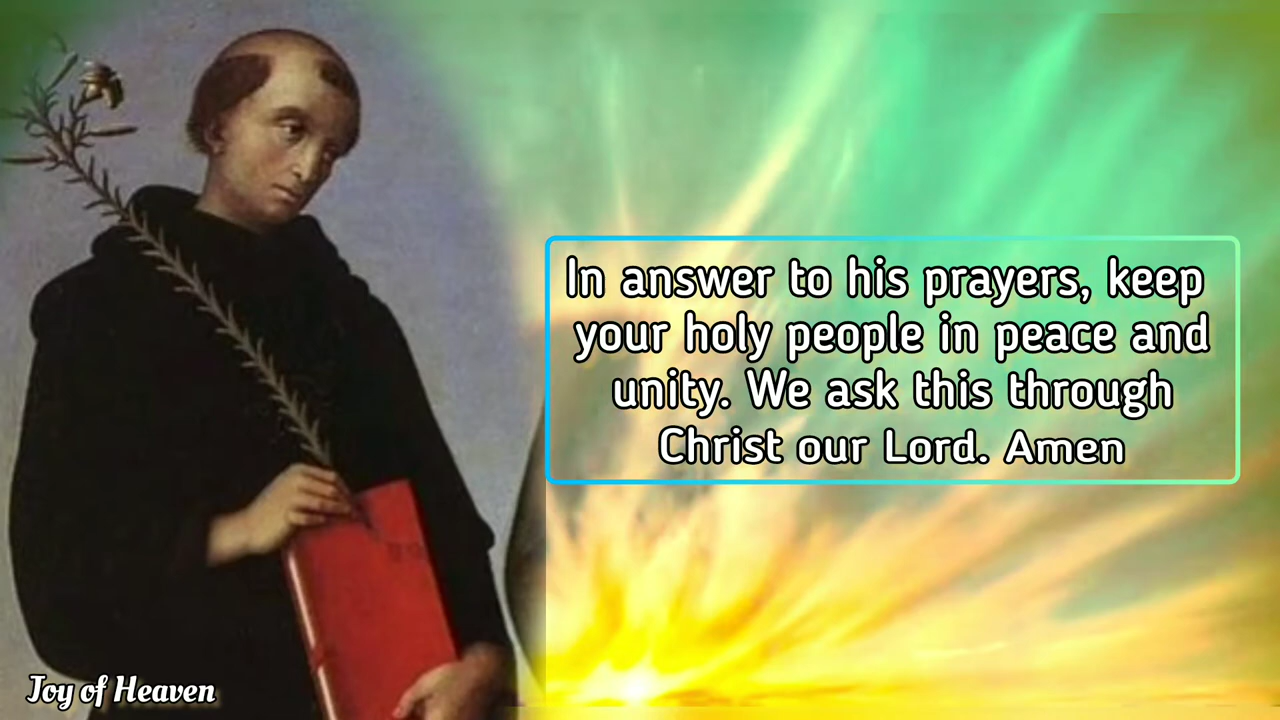 In answer to his prayers, keep
your holy people in peace and
unity. We ask this through
Christ our Lord. Amen
Joy of Heaven